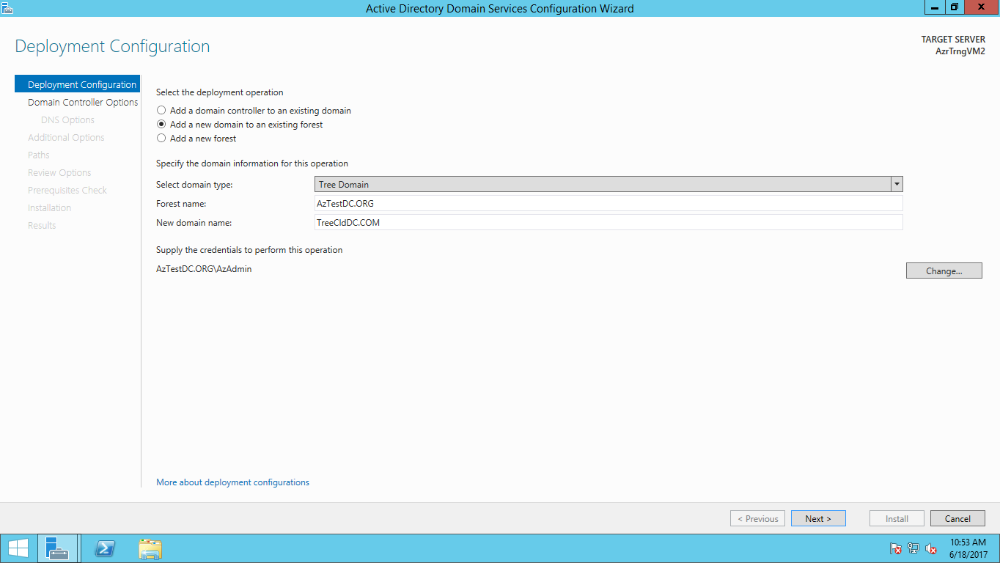 Active Directory Domain Services Configuration Wizard
Deployment Configuration
TARGET SERVER
AzrTrngVM2
Deployment Configuration
Domain Controller Options
DNS Options
Additional Options
Paths
Review Options
Prerequisites Check
Installation
Results
Select the deployment operation
Add a domain controller to an existing domain
Add a new domain to an existing forest
Add a new forest
Specify the domain information for this operation
Select domain type: Tree Domain
Forest name: AzTestDC.ORG
New domain name: TreeCldDC.COM
Supply the credentials to perform this operation
AzTestDC.ORG\AzAdmin
Change...
More about deployment configurations
< Previous Next > Install Cancel
10:53 AM
6/18/2017